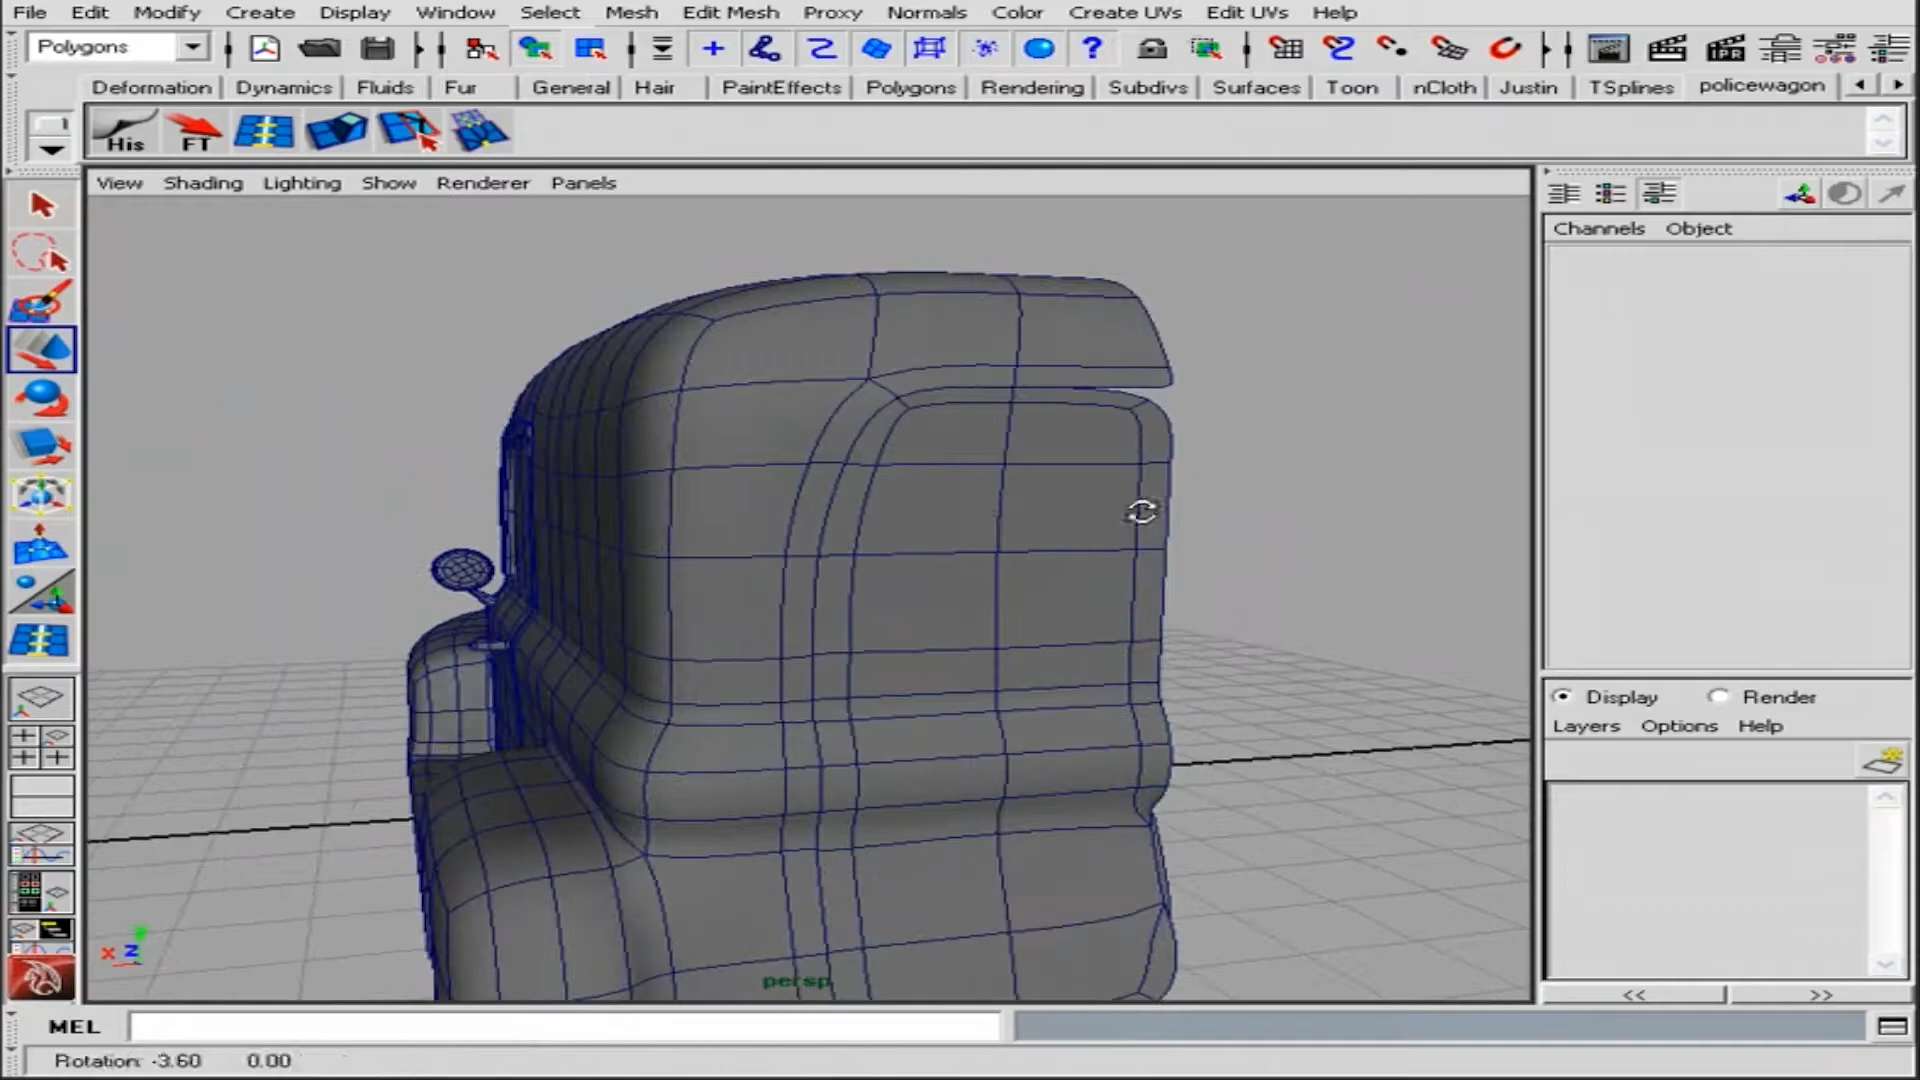 File Edit Modify Create Display Window Select Mesh Edit Mesh Proxy Normals Color Create UVs Edit UVs Help
Polygons
Deformation Dynamics Fluids Fur General Hair PaintEffects Polygons Rendering Subdivs Surfaces Toon nCloth Justin TSplines policewagon
His FT
View Shading Lighting Show Renderer Panels
Channels Object
Display Render
Layers Options Help
x z
persp
<< >>
MEL
Rotation: -3.60 0.00